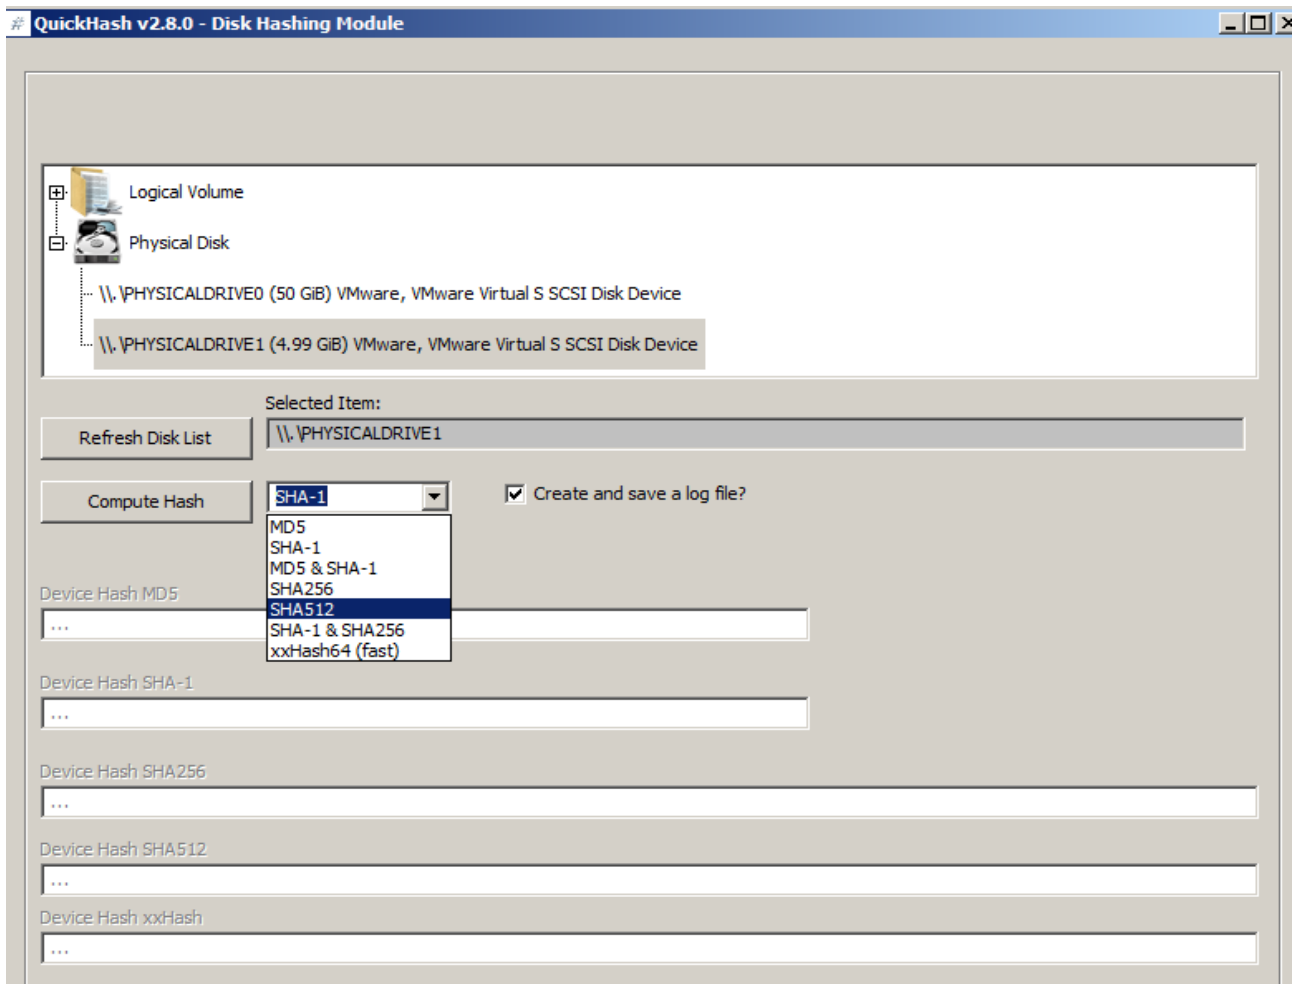 # QuickHash v2.8.0 - Disk Hashing Module
Logical Volume
Physical Disk
\\.\PHYSICALDRIVE0 (50 GiB) VMware, VMware Virtual S SCSI Disk Device
\\.\PHYSICALDRIVE1 (4.99 GiB) VMware, VMware Virtual S SCSI Disk Device
Selected Item:
Refresh Disk List
\\.\PHYSICALDRIVE1
Compute Hash
SHA-1
Create and save a log file?
MD5
SHA-1
MD5 & SHA-1
SHA256
SHA512
SHA-1 & SHA256
xxHash64 (fast)
Device Hash MD5
...
Device Hash SHA-1
...
Device Hash SHA256
...
Device Hash SHA512
...
Device Hash xxHash
...